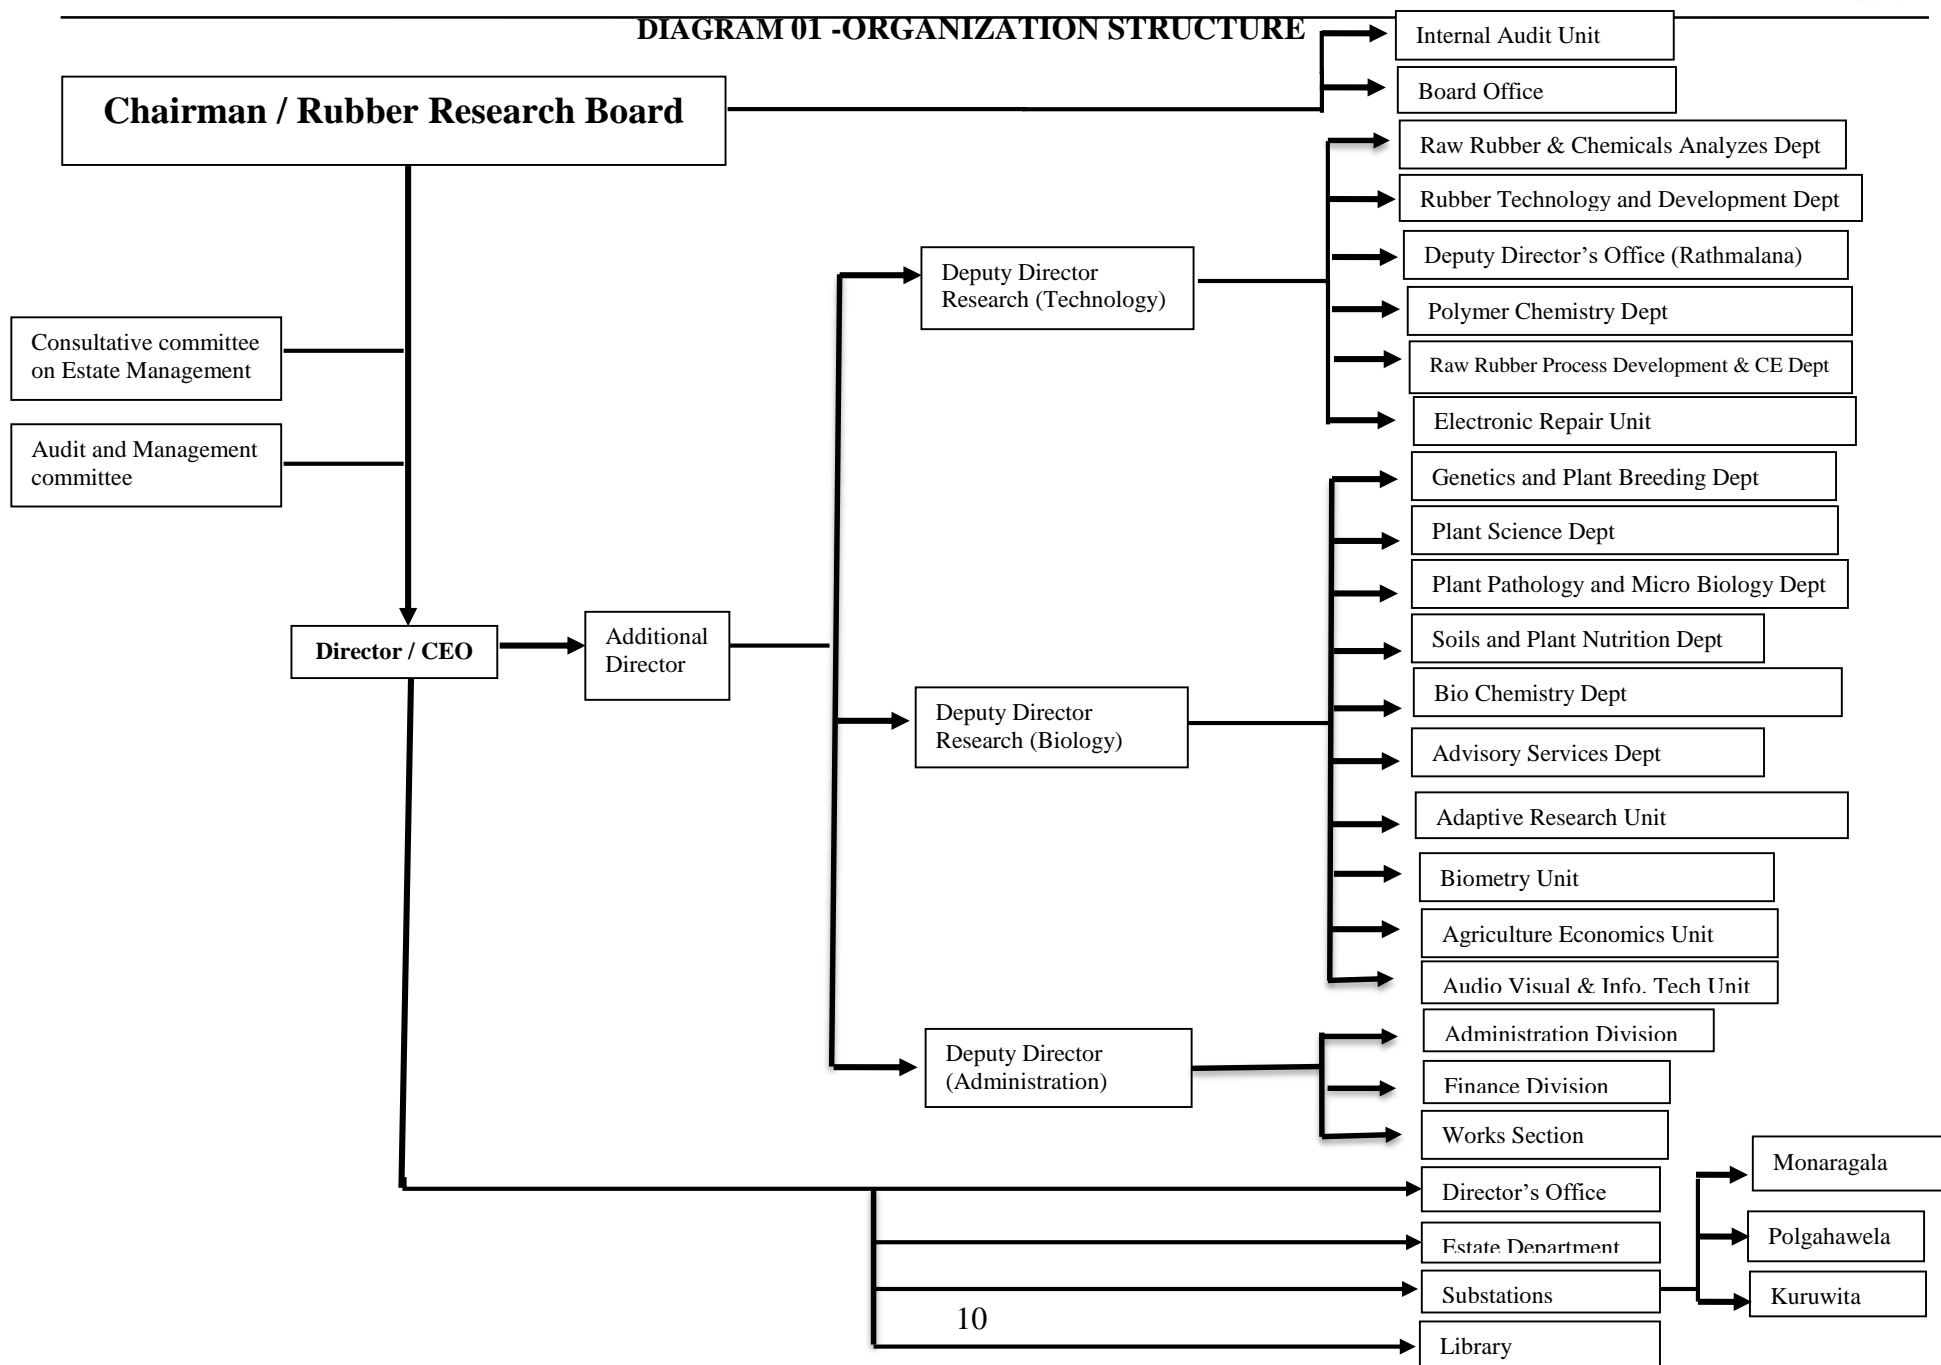 DIAGRAM 01 -ORGANIZATION STRUCTURE
Internal Audit Unit
Board Office
Chairman / Rubber Research Board
Raw Rubber & Chemicals Analyzes Dept
Rubber Technology and Development Dept
Deputy Director’s Office (Rathmalana)
Polymer Chemistry Dept
Raw Rubber Process Development & CE Dept
Electronic Repair Unit
Deputy Director
Research (Technology)
Consultative committee
on Estate Management
Audit and Management
committee
Genetics and Plant Breeding Dept
Plant Science Dept
Plant Pathology and Micro Biology Dept
Soils and Plant Nutrition Dept
Bio Chemistry Dept
Advisory Services Dept
Adaptive Research Unit
Biometry Unit
Agriculture Economics Unit
Audio Visual & Info. Tech Unit
Director / CEO
Additional
Director
Deputy Director
Research (Biology)
Deputy Director
(Administration)
Administration Division
Finance Division
Works Section
Director’s Office
Estate Department
Substations
Library
Monaragala
Polgahawela
Kuruwita
10